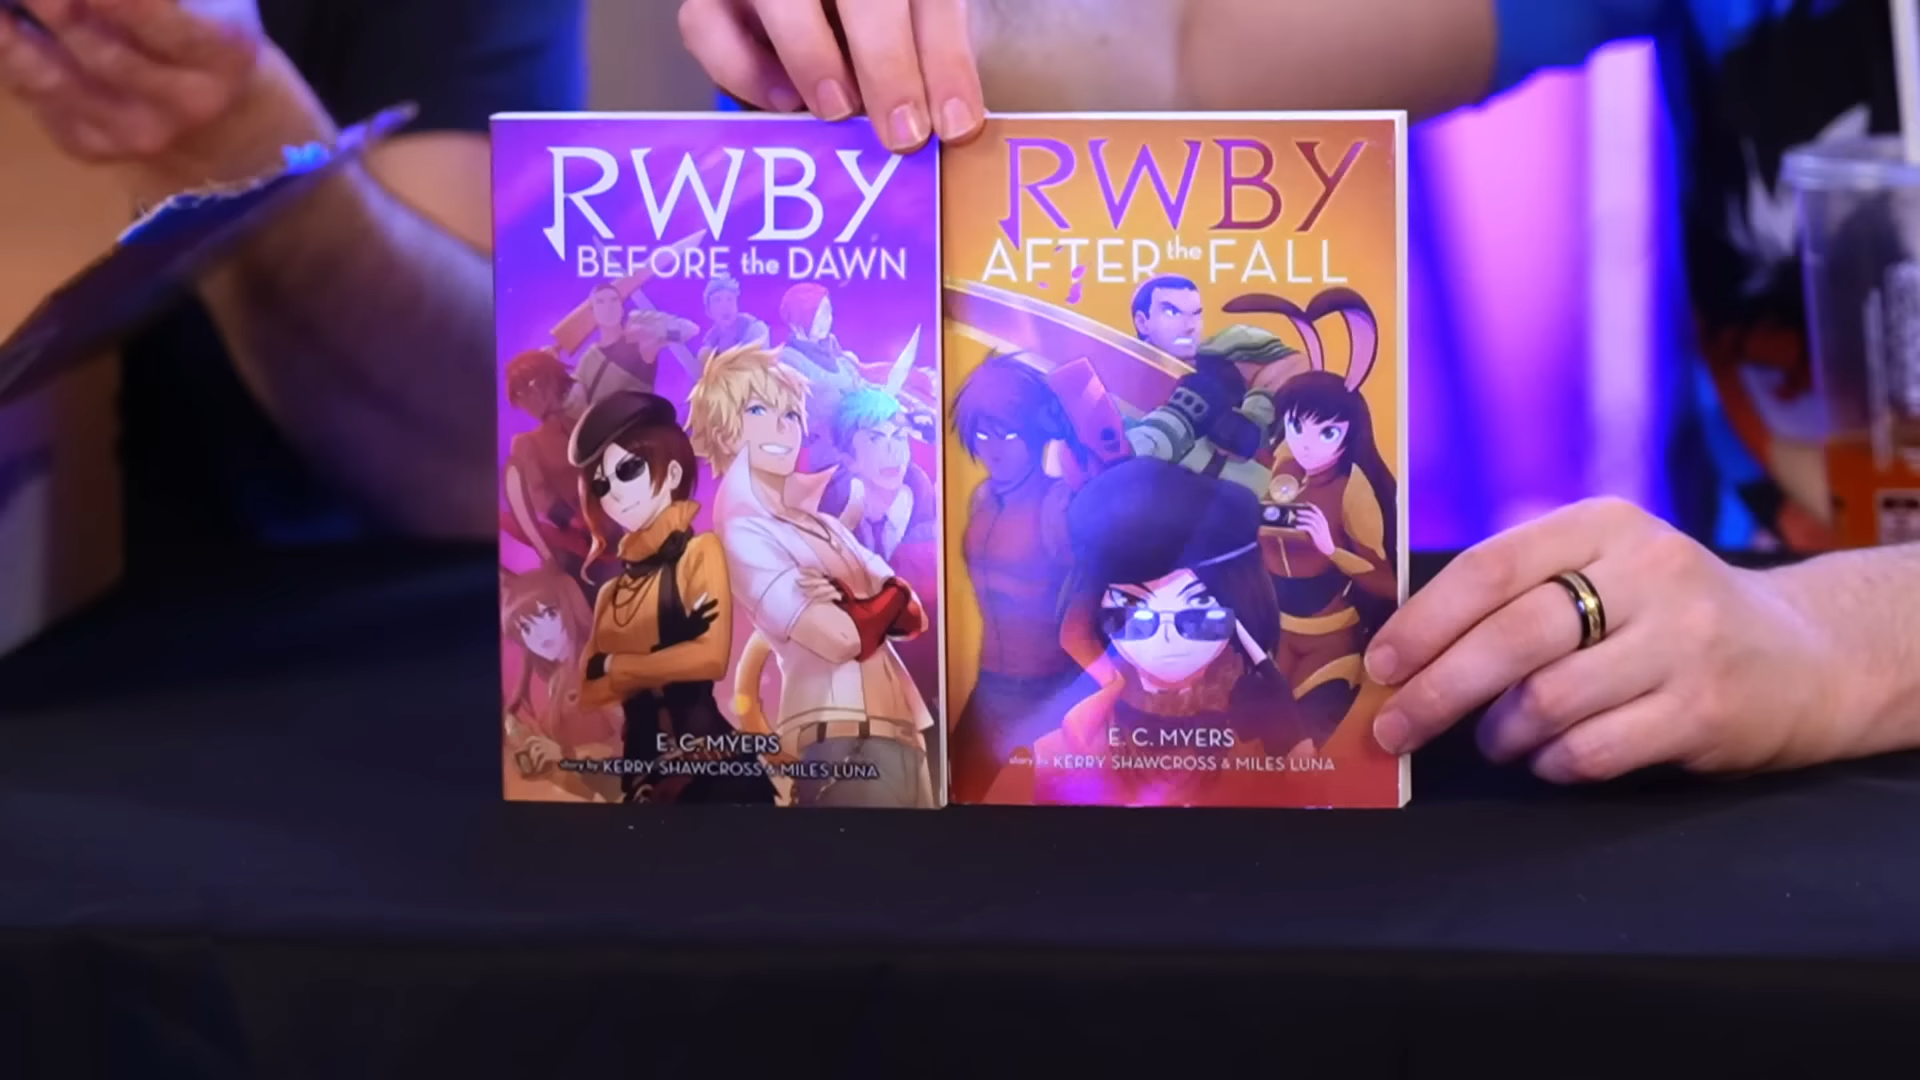 RWBY
BEFORE the DAWN
E. C. MYERS
story by KERRY SHAWCROSS & MILES LUNA
RWBY
AFTER the FALL
E. C. MYERS
story by KERRY SHAWCROSS & MILES LUNA